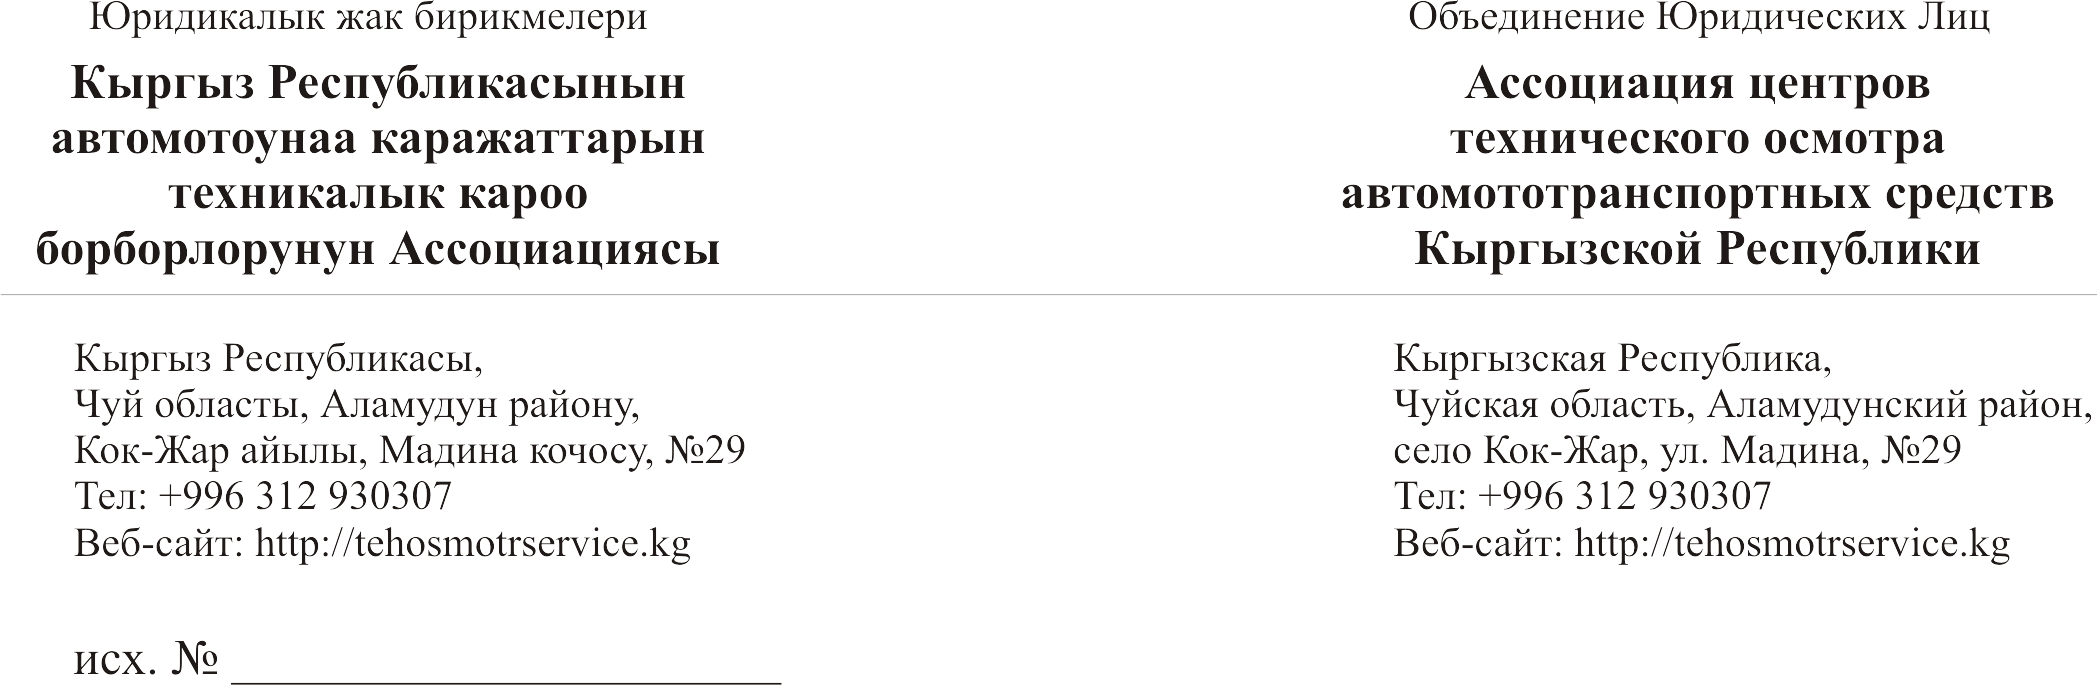 Юридикалык жак бирикмелери
Кыргыз Республикасынын
автомотоунаа каражаттарын
техникалык кароо
борборлорунун Ассоциациясы
Объединение Юридических Лиц
Ассоциация центров
технического осмотра
автомототранспортных средств
Кыргызской Республики
Кыргыз Республикасы,
Чуй областы, Аламудун району,
Кок-Жар айылы, Мадина кочосу, №29
Тел: +996 312 930307
Веб-сайт: http://tehosmotrservice.kg
Кыргызская Республика,
Чуйская область, Аламудунский район,
село Кок-Жар, ул. Мадина, №29
Тел: +996 312 930307
Веб-сайт: http://tehosmotrservice.kg
исх. №